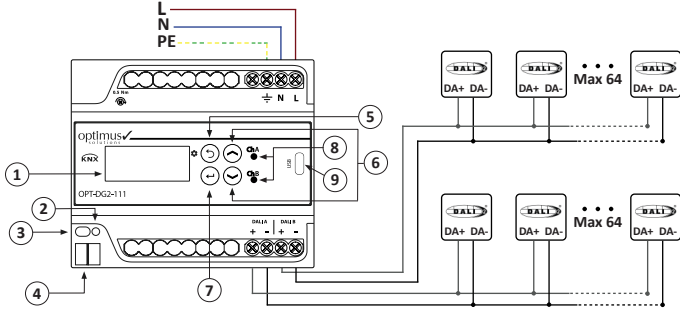 L
N
PE
0.5 Nm
N L
optimus
solutions
KNX
ChA
ChB
USB
OPT-DG2-111
DALI A DALI B
+ - + -
1
2
3
4
5
6
7
8
9
DALI DALI DALI
DA+ DA- DA+ DA- DA+ DA-
Max 64
DALI DALI DALI
DA+ DA- DA+ DA- DA+ DA-
Max 64